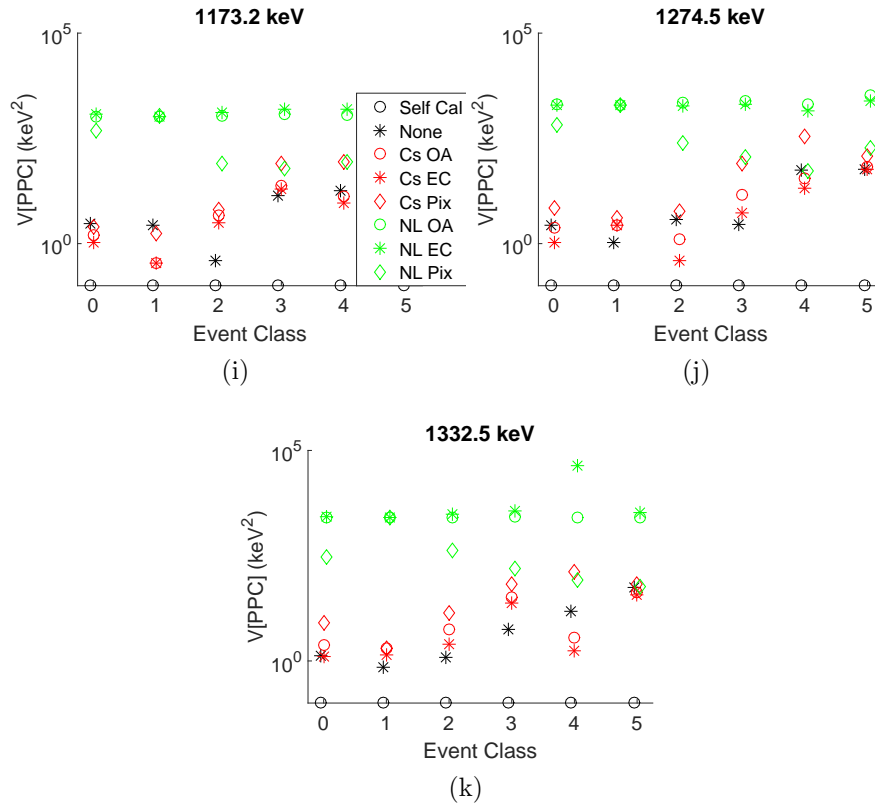 1173.2 keV
10^5
10^0
V[PPC] (keV^2)
0 1 2 3 4 5
Event Class
Self Cal
None
Cs OA
Cs EC
Cs Pix
NL OA
NL EC
NL Pix
(i)
1274.5 keV
10^5
10^0
V[PPC] (keV^2)
0 1 2 3 4 5
Event Class
(j)
1332.5 keV
10^5
10^0
V[PPC] (keV^2)
0 1 2 3 4 5
Event Class
(k)